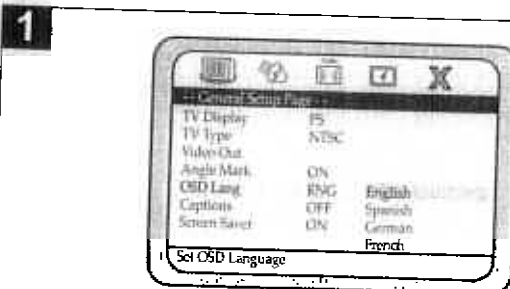 1
-- General Setup Page --
TV Display PS
TV Type NTSC
Video Out
Angle Mark ON
OSD Lang ENG English
Captions OFF Spanish
Screen Saver ON German
French
Set OSD Language